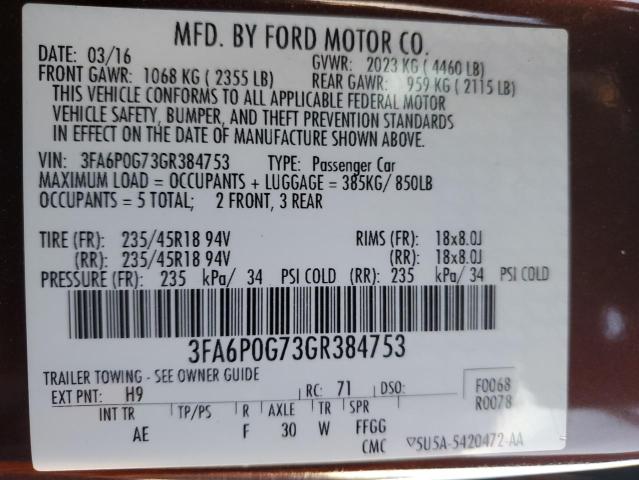 MFD. BY FORD MOTOR CO.
DATE: 03/16 GVWR: 2023 KG ( 4460 LB)
FRONT GAWR: 1068 KG ( 2355 LB) REAR GAWR: 959 KG ( 2115 LB)
THIS VEHICLE CONFORMS TO ALL APPLICABLE FEDERAL MOTOR
VEHICLE SAFETY, BUMPER, AND THEFT PREVENTION STANDARDS
IN EFFECT ON THE DATE OF MANUFACTURE SHOWN ABOVE.
VIN: 3FA6P0G73GR384753 TYPE: Passenger Car
MAXIMUM LOAD = OCCUPANTS + LUGGAGE = 385KG/ 850LB
OCCUPANTS = 5 TOTAL; 2 FRONT, 3 REAR
TIRE (FR): 235/45R18 94V RIMS (FR): 18x8.0J
(RR): 235/45R18 94V (RR): 18x8.0J
PRESSURE (FR): 235 kPa/ 34 PSI COLD (RR): 235 kPa/ 34 PSI COLD
3FA6P0G73GR384753
TRAILER TOWING - SEE OWNER GUIDE
EXT PNT: H9 RC: 71 DSO: F0068
R0078
INT TR TP/PS R AXLE TR SPR
AE F 30 W FFGG
CMC 5U5A-5420472-AA